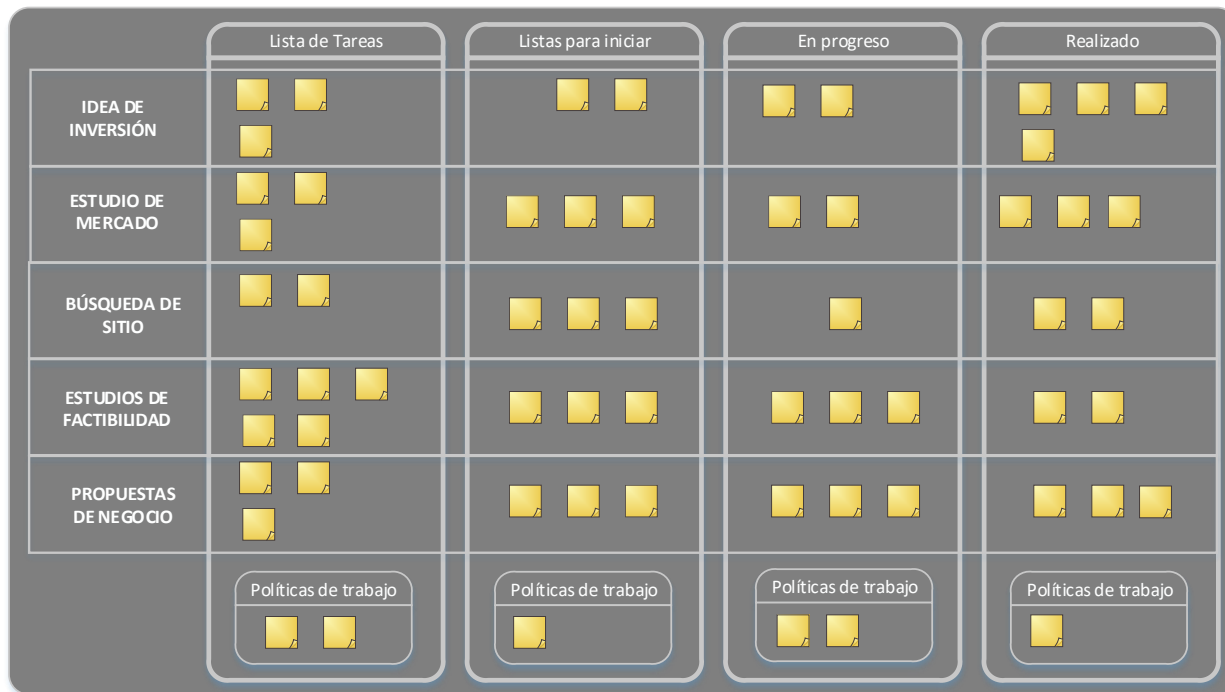 Lista de Tareas
Listas para iniciar
En progreso
Realizado
IDEA DE
INVERSIÓN
ESTUDIO DE
MERCADO
BÚSQUEDA DE
SITIO
ESTUDIOS DE
FACTIBILIDAD
PROPUESTAS
DE NEGOCIO
Políticas de trabajo
Políticas de trabajo
Políticas de trabajo
Políticas de trabajo